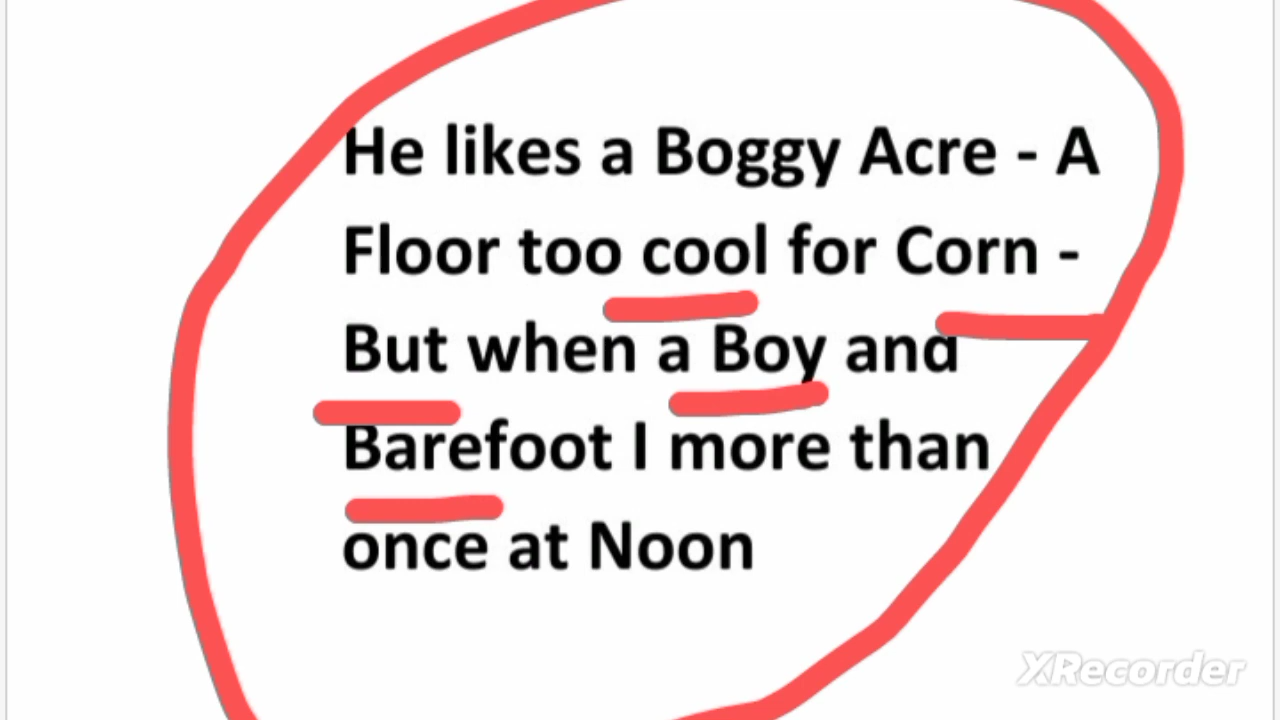 He likes a Boggy Acre - A
Floor too cool for Corn -
But when a Boy and
Barefoot I more than
once at Noon
XRecorder